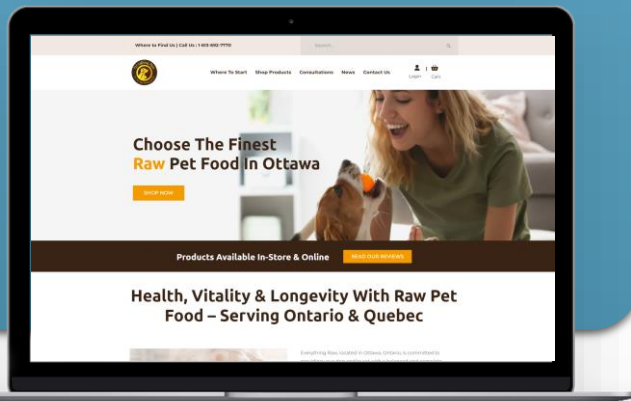 Where to Find Us | Call Us : 1-613-692-7770
Search...
Where To Start Shop Products Consultations News Contact Us Login Cart
Choose The Finest
Raw Pet Food In Ottawa
SHOP NOW
Products Available In-Store & Online READ OUR REVIEWS
Health, Vitality & Longevity With Raw Pet
Food – Serving Ontario & Quebec
Everything Raw, located in Ottawa, Ontario, is committed to